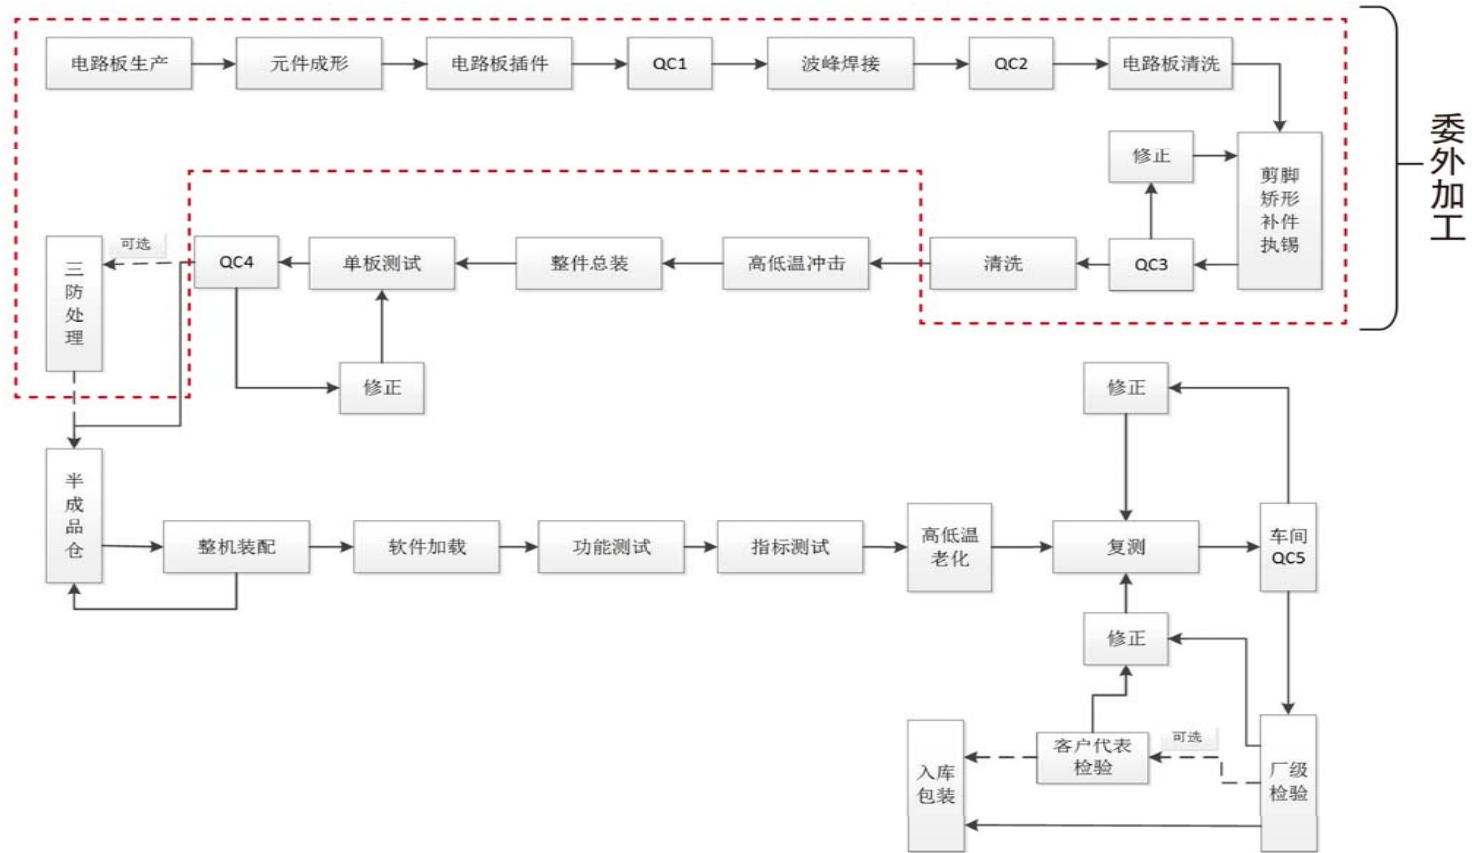 电路板生产
元件成形
电路板插件
QC1
波峰焊接
QC2
电路板清洗
委外加工
修正
剪脚
矫形
补件
执锡
三防处理
可选
QC4
单板测试
整件总装
高低温冲击
清洗
QC3
修正
修正
半成品仓
整机装配
软件加载
功能测试
指标测试
高低温
老化
复测
车间
QC5
修正
入库
包装
客户代表
检验
可选
厂级
检验